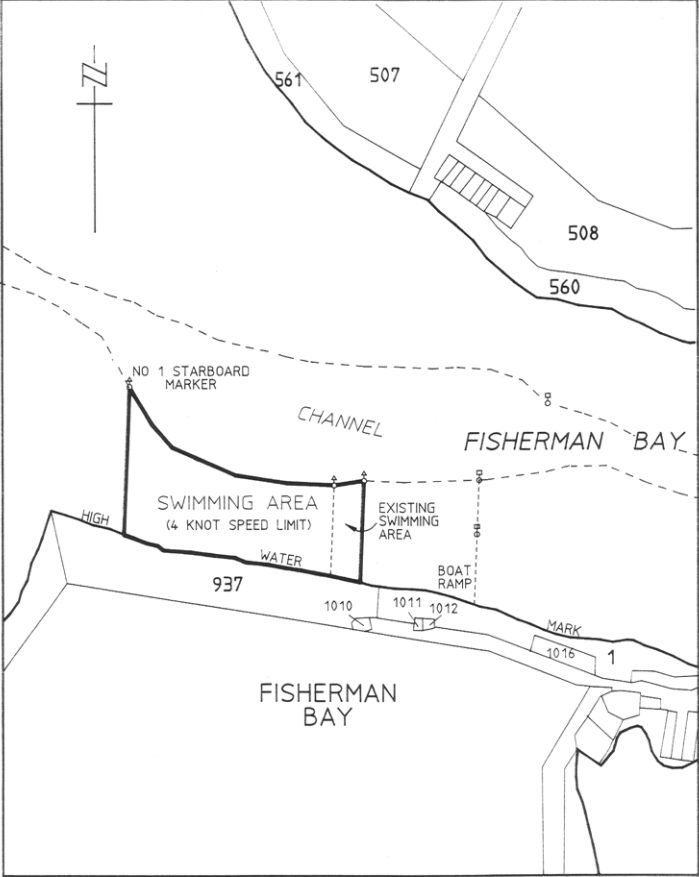 N
507
561
508
560
NO 1 STARBOARD
MARKER
CHANNEL
FISHERMAN BAY
SWIMMING AREA
(4 KNOT SPEED LIMIT)
EXISTING
SWIMMING
AREA
HIGH
WATER
BOAT
RAMP
937
1010
1011
1012
MARK
1016
1
FISHERMAN
BAY